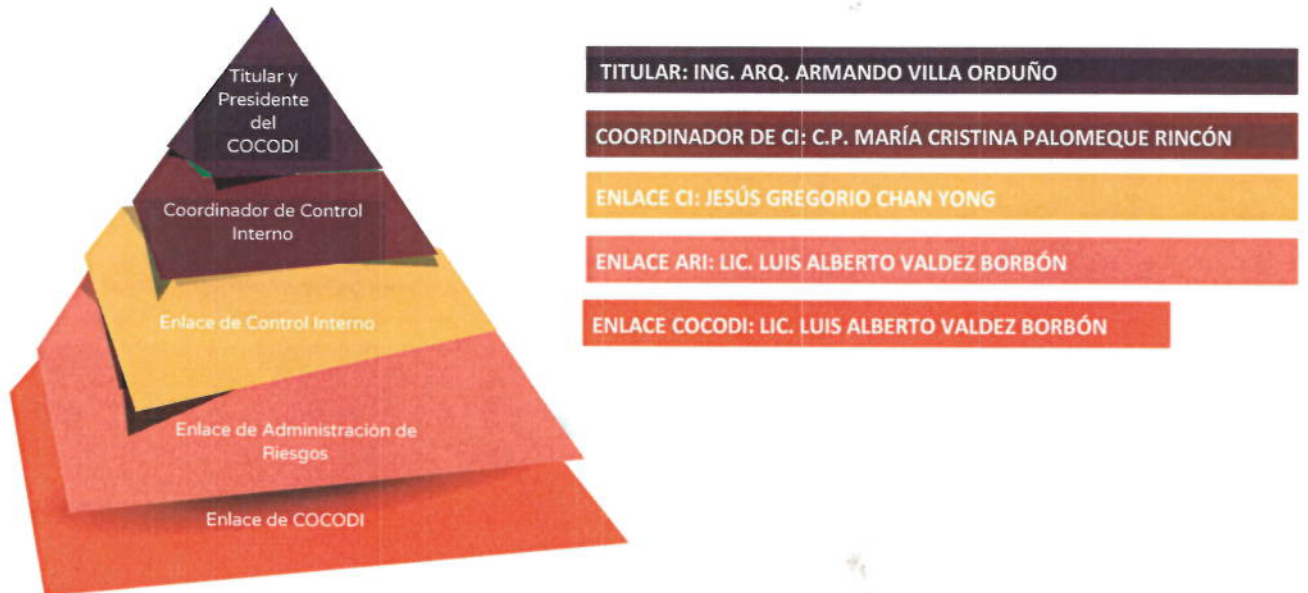 Titular y
Presidente
del
COCODI
Coordinador de Control
Interno
Enlace de Control Interno
Enlace de Administración de
Riesgos
Enlace de COCODI
TITULAR: ING. ARQ. ARMANDO VILLA ORDUÑO
COORDINADOR DE CI: C.P. MARÍA CRISTINA PALOMEQUE RINCÓN
ENLACE CI: JESÚS GREGORIO CHAN YONG
ENLACE ARI: LIC. LUIS ALBERTO VALDEZ BORBÓN
ENLACE COCODI: LIC. LUIS ALBERTO VALDEZ BORBÓN